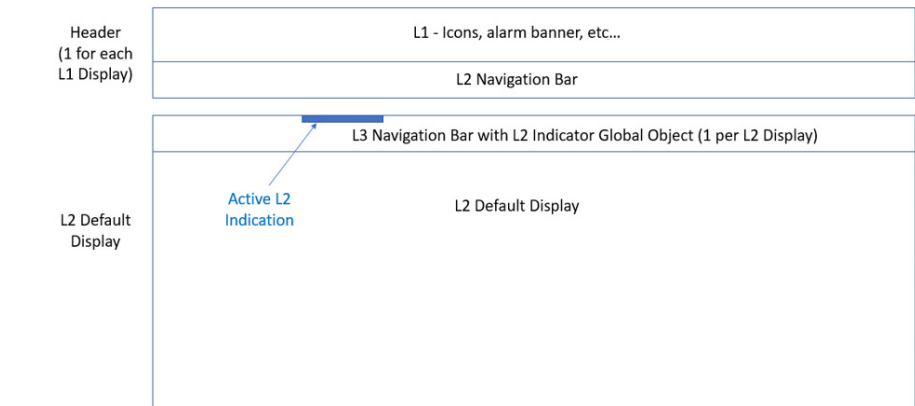 Header
(1 for each
L1 Display)
L1 - Icons, alarm banner, etc...
L2 Navigation Bar
L3 Navigation Bar with L2 Indicator Global Object (1 per L2 Display)
Active L2
Indication
L2 Default
Display
L2 Default Display